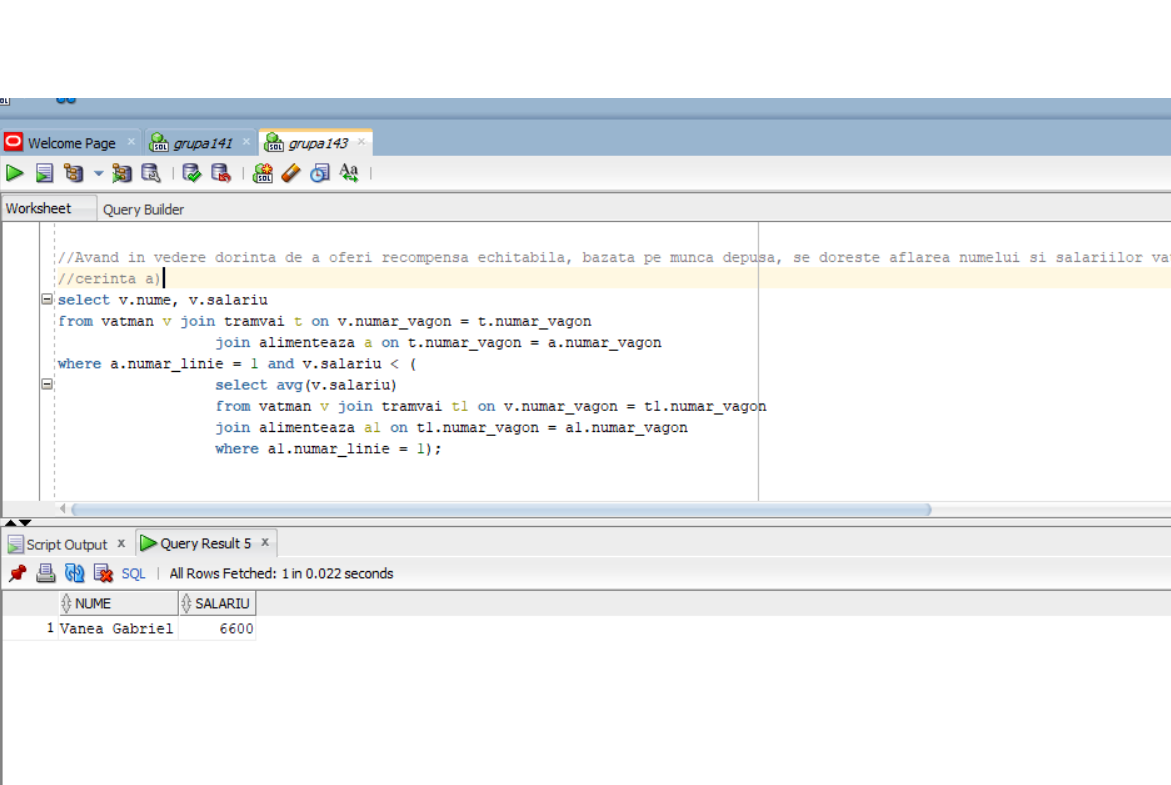 Welcome Page × grupa141 × grupa143 ×
Worksheet Query Builder
//Avand in vedere dorinta de a oferi recompensa echitabila, bazata pe munca depusa, se doreste aflarea numelui si salariilor
//cerinta a)
select v.nume, v.salariu
from vatman v join tramvai t on v.numar_vagon = t.numar_vagon
join alimenteaza a on t.numar_vagon = a.numar_vagon
where a.numar_linie = 1 and v.salariu < (
select avg(v.salariu)
from vatman v join tramvai t1 on v.numar_vagon = t1.numar_vagon
join alimenteaza a1 on t1.numar_vagon = a1.numar_vagon
where a1.numar_linie = 1);
Script Output × Query Result 5 ×
SQL | All Rows Fetched: 1 in 0.022 seconds
NUME SALARIU
1 Vanea Gabriel 6600